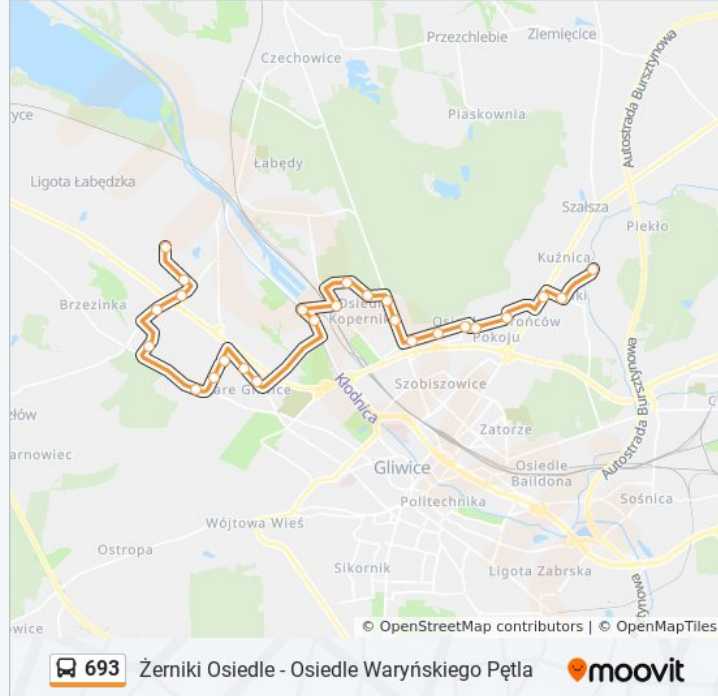 Przezchlebie
Ziemięcice
Czechowice
Autostrada Bursztynowa
Piaskownia
Łabędy
Ligota Łabędzka
Szałsza
Piekło
Kuźnica
Brzezinka
Pokoju
Szobiszowice
Kłodnica
Zatorze
Gliwice
Osiedle
Baildona
Autostrada Bursztynowa
Politechnika
Sośnica
Wójtowa Wieś
Ostropa
Sikornik
Ligota Zabrska
© OpenStreetMap contributors | © OpenMapTiles
693 Żerniki Osiedle - Osiedle Waryńskiego Pętla moovit